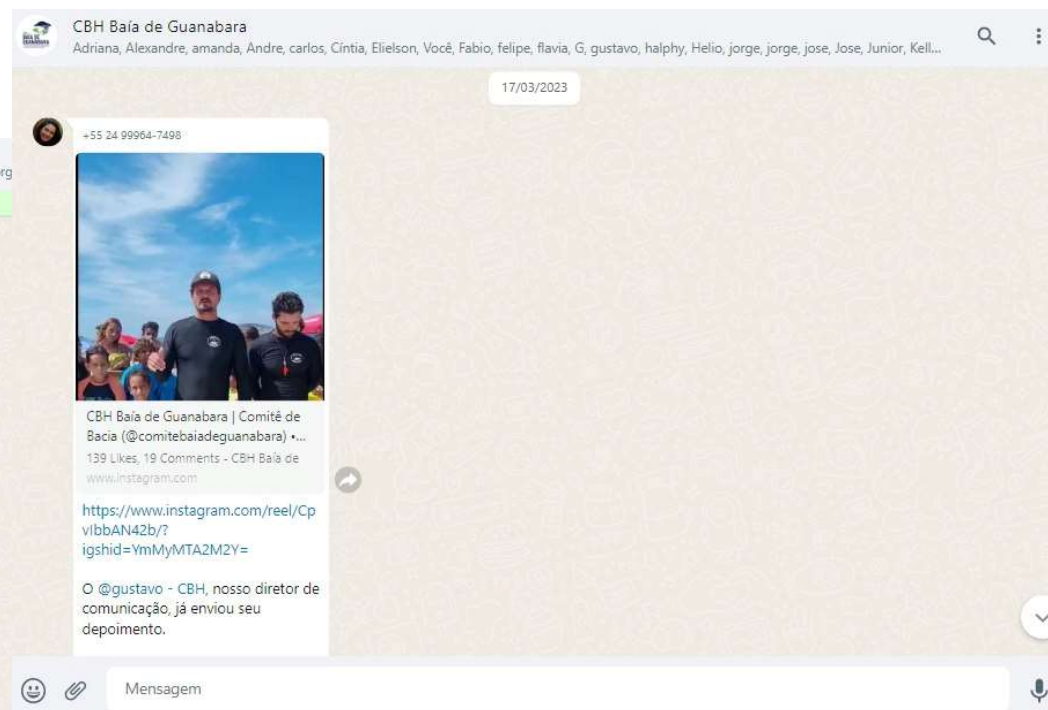 CBH Baía de Guanabara
Adriana, Alexandre, amanda, Andre, carlos, Cíntia, Elielson, Você, Fabio, felipe, flavia, G, gustavo, halphy, Helio, jorge, jorge, jose, Jose, Junior, Kell...
17/03/2023
+55 24 99964-7498
org
CBH Baía de Guanabara | Comitê de
Bacia (@comitebaiadeguanabara) •...
139 Likes, 19 Comments - CBH Baía de
www.instagram.com
https://www.instagram.com/reel/Cp
vIbbAN42b/?
igshid=YmMyMTA2M2Y=
O @gustavo - CBH, nosso diretor de
comunicação, já enviou seu
depoimento.
Mensagem